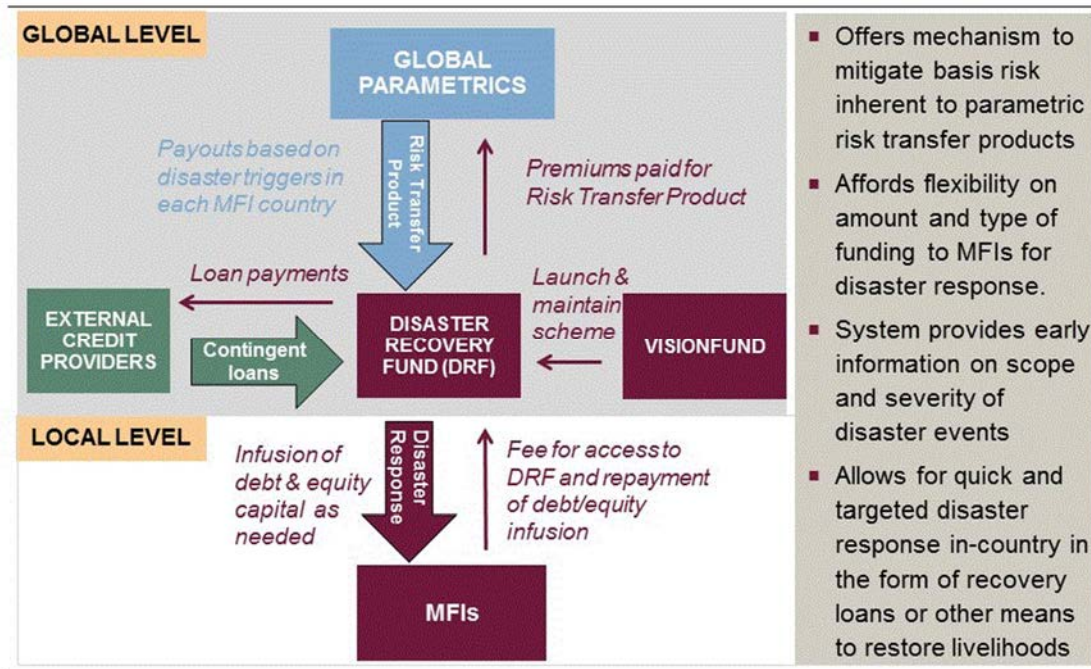 GLOBAL LEVEL
GLOBAL
PARAMETRICS
Payouts based on
disaster triggers in
each MFI country
Risk Transfer
Product
Premiums paid for
Risk Transfer Product
Loan payments
Launch &
maintain
scheme
EXTERNAL
CREDIT
PROVIDERS
Contingent
loans
DISASTER
RECOVERY
FUND (DRF)
VISIONFUND
LOCAL LEVEL
Infusion of
debt & equity
capital as
needed
Disaster
Response
Fee for access to
DRF and repayment
of debt/equity
infusion
MFIs
▪ Offers mechanism to
mitigate basis risk
inherent to parametric
risk transfer products
▪ Affords flexibility on
amount and type of
funding to MFIs for
disaster response.
▪ System provides early
information on scope
and severity of
disaster events
▪ Allows for quick and
targeted disaster
response in-country in
the form of recovery
loans or other means
to restore livelihoods